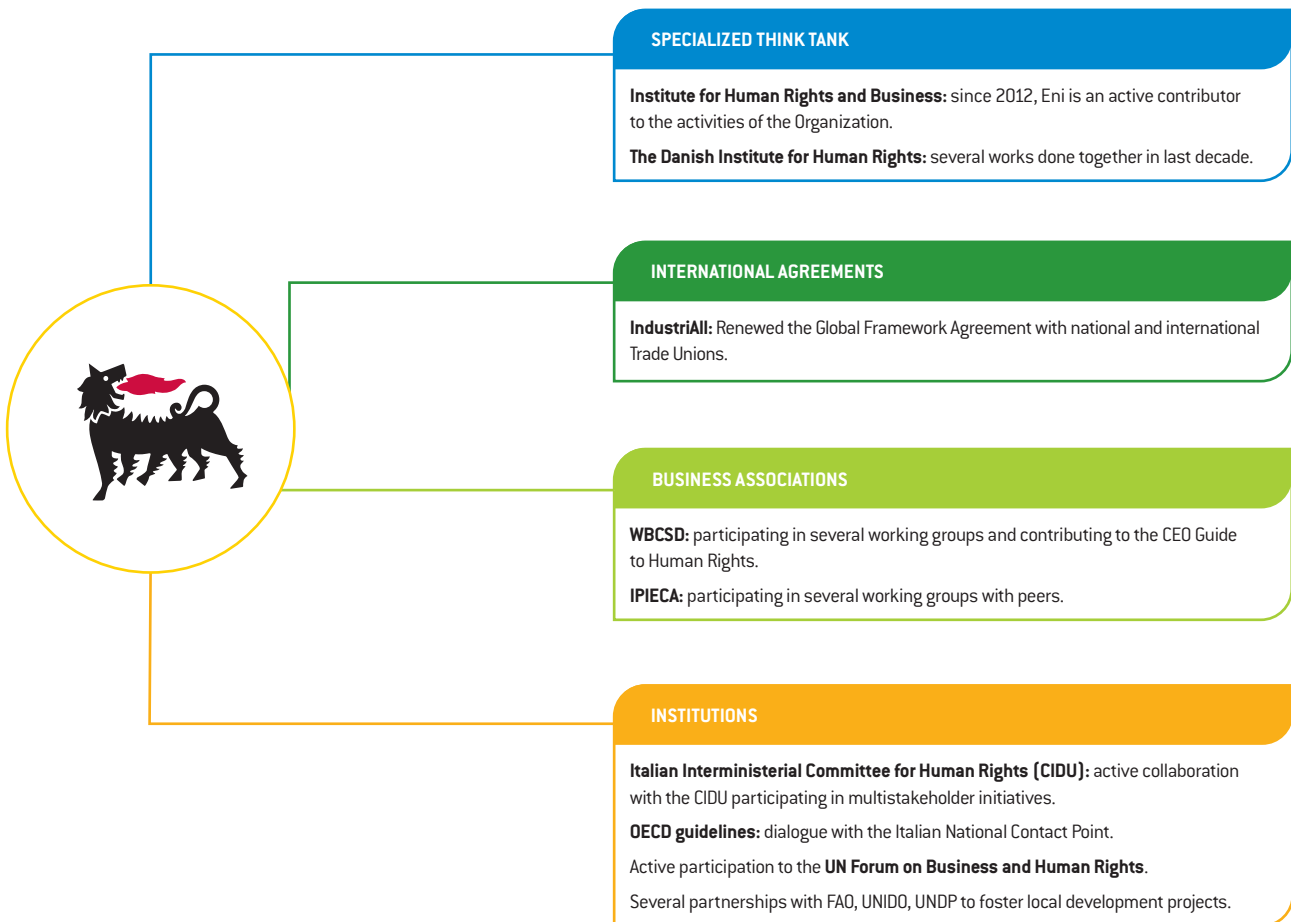 SPECIALIZED THINK TANK
Institute for Human Rights and Business: since 2012, Eni is an active contributor
to the activities of the Organization.
The Danish Institute for Human Rights: several works done together in last decade.
INTERNATIONAL AGREEMENTS
IndustriAll: Renewed the Global Framework Agreement with national and international
Trade Unions.
BUSINESS ASSOCIATIONS
WBCSD: participating in several working groups and contributing to the CEO Guide
to Human Rights.
IPIECA: participating in several working groups with peers.
INSTITUTIONS
Italian Interministerial Committee for Human Rights (CIDU): active collaboration
with the CIDU participating in multistakeholder initiatives.
OECD guidelines: dialogue with the Italian National Contact Point.
Active participation to the UN Forum on Business and Human Rights.
Several partnerships with FAO, UNIDO, UNDP to foster local development projects.